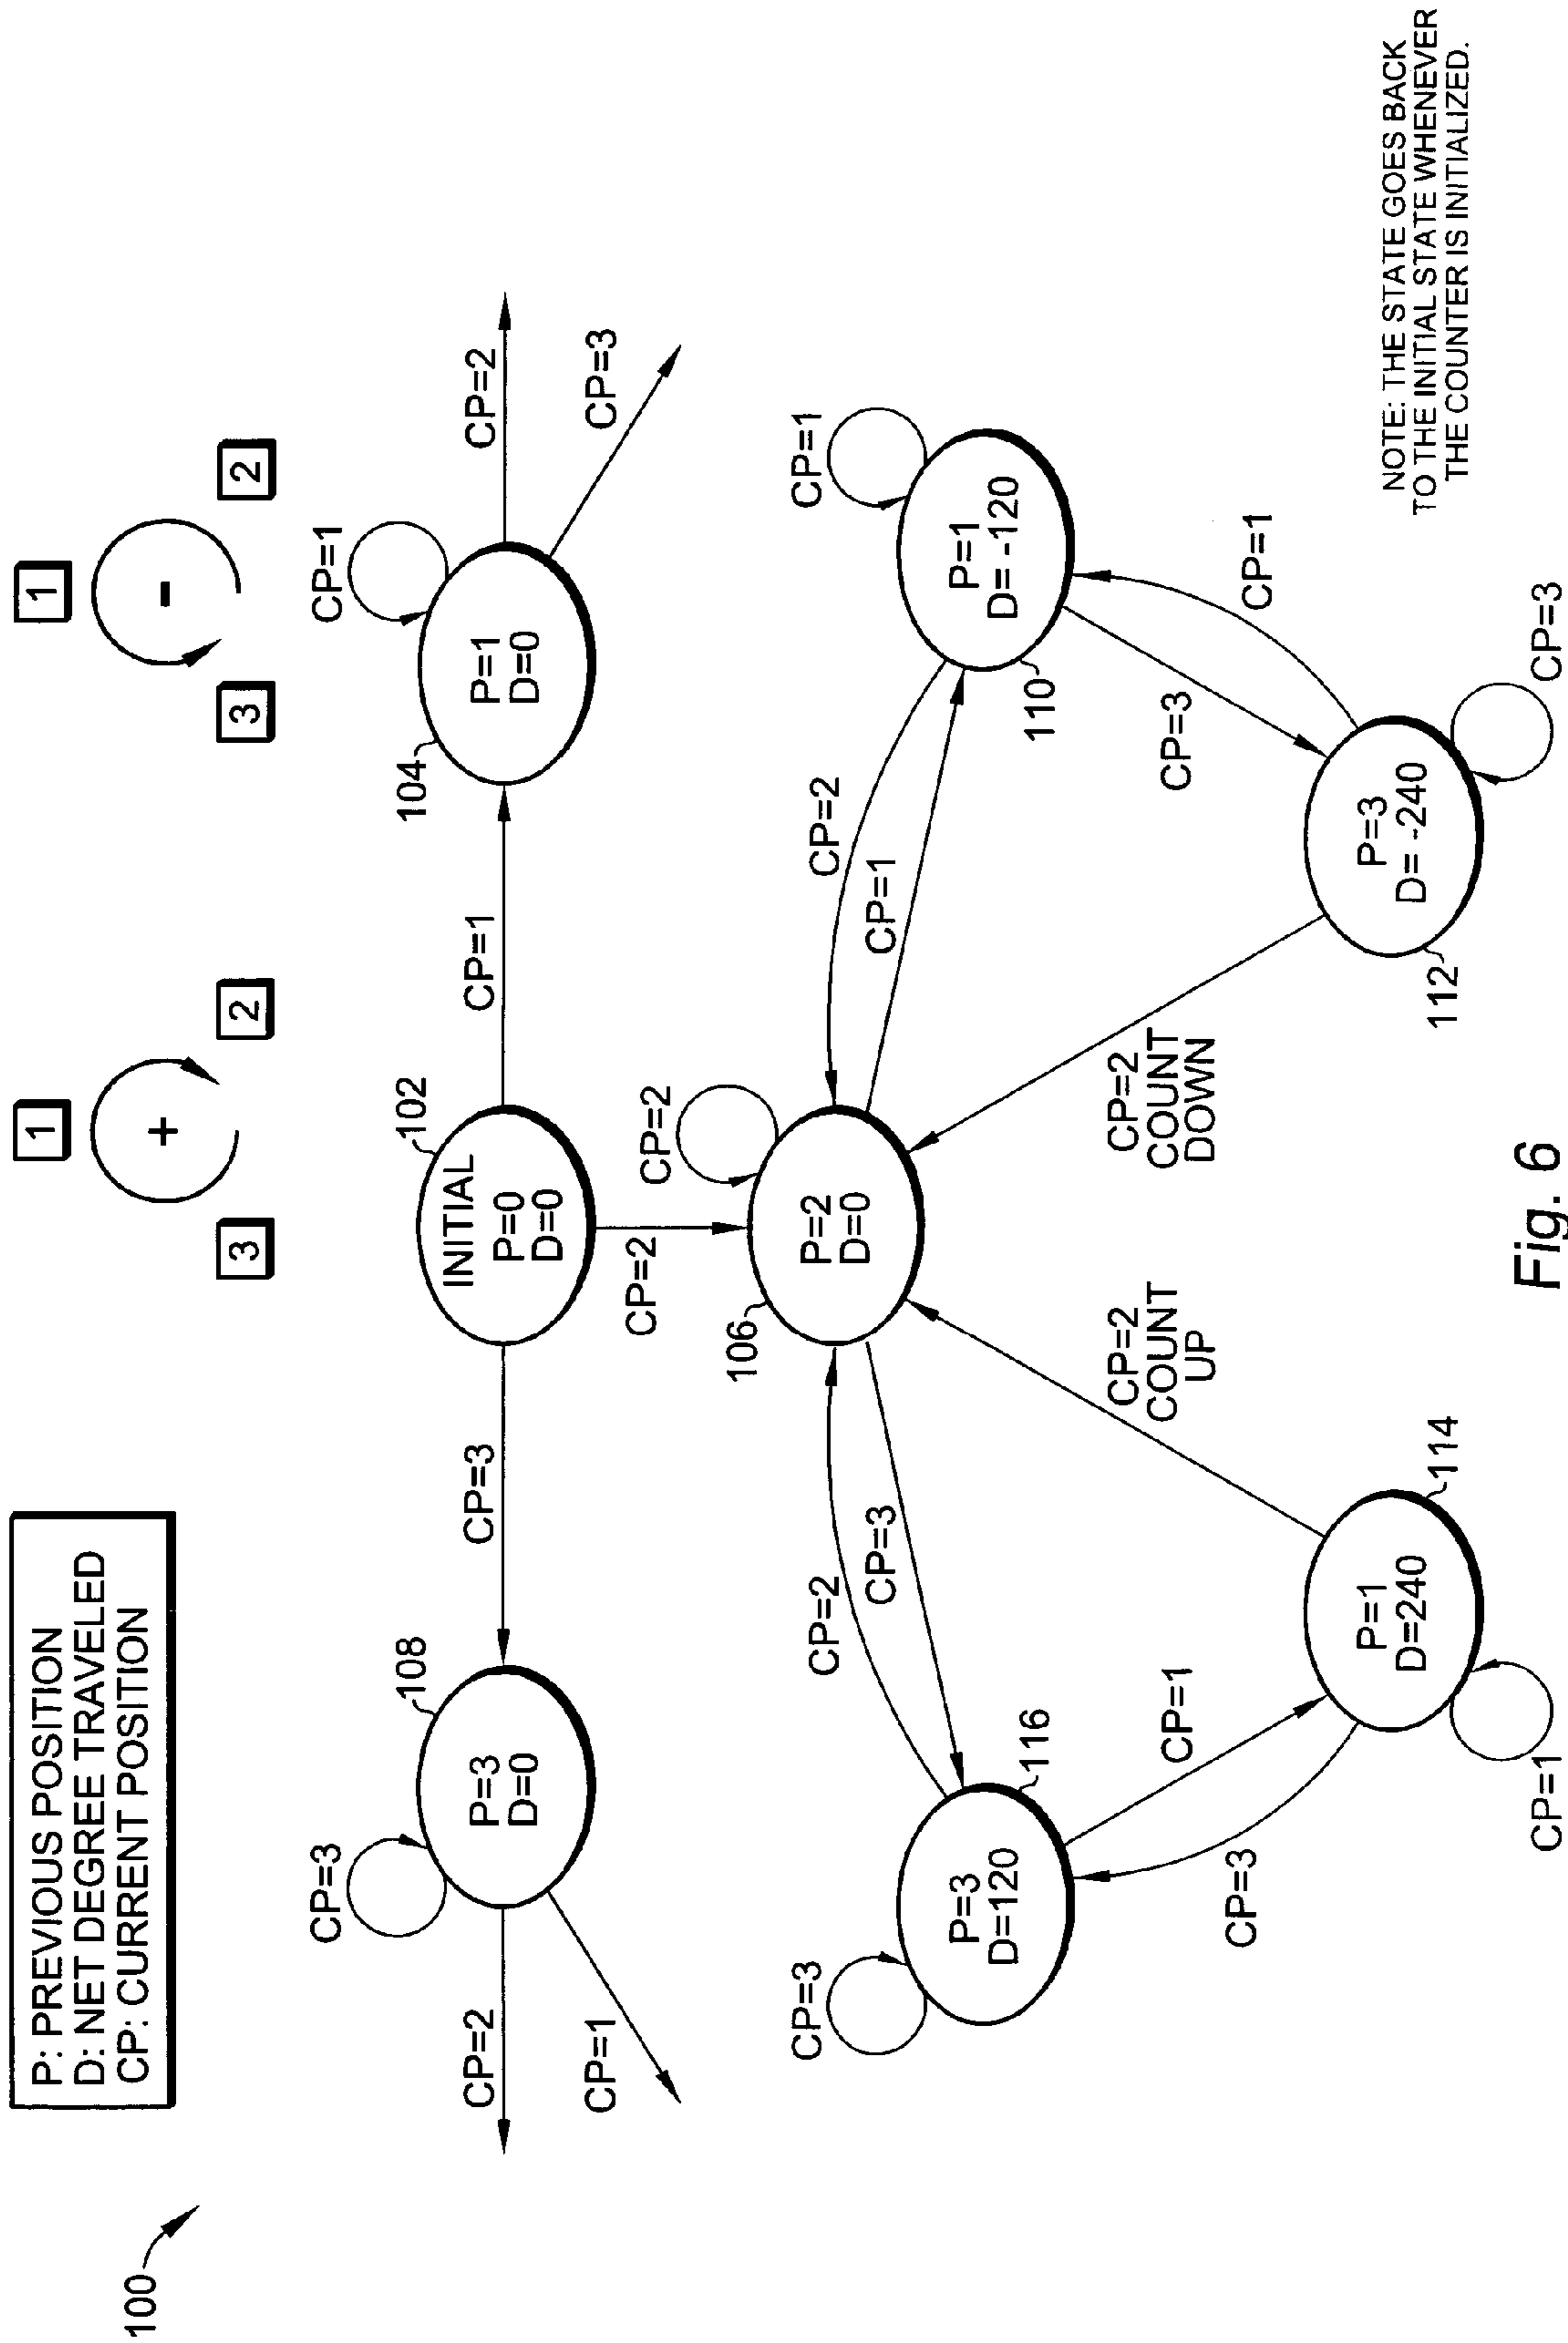 100
P: PREVIOUS POSITION
D: NET DEGREE TRAVELED
CP: CURRENT POSITION
1
+
3
2
1
-
3
2
CP=3
108
P=3
D=0
CP=2
CP=1
CP=3
102
INITIAL
P=0
D=0
CP=1
CP=2
104
P=1
D=0
CP=1
CP=2
CP=3
106
P=2
D=0
CP=2
CP=2
CP=3
CP=2
CP=1
CP=3
P=3
D=120
116
CP=1
CP=3
CP=2
COUNT
UP
114
P=1
D=240
CP=1
CP=1
P=1
D= -120
110
CP=3
CP=1
CP=2
COUNT
DOWN
112
P=3
D= -240
CP=3
NOTE: THE STATE GOES BACK
TO THE INITIAL STATE WHENEVER
THE COUNTER IS INITIALIZED.
Fig. 6